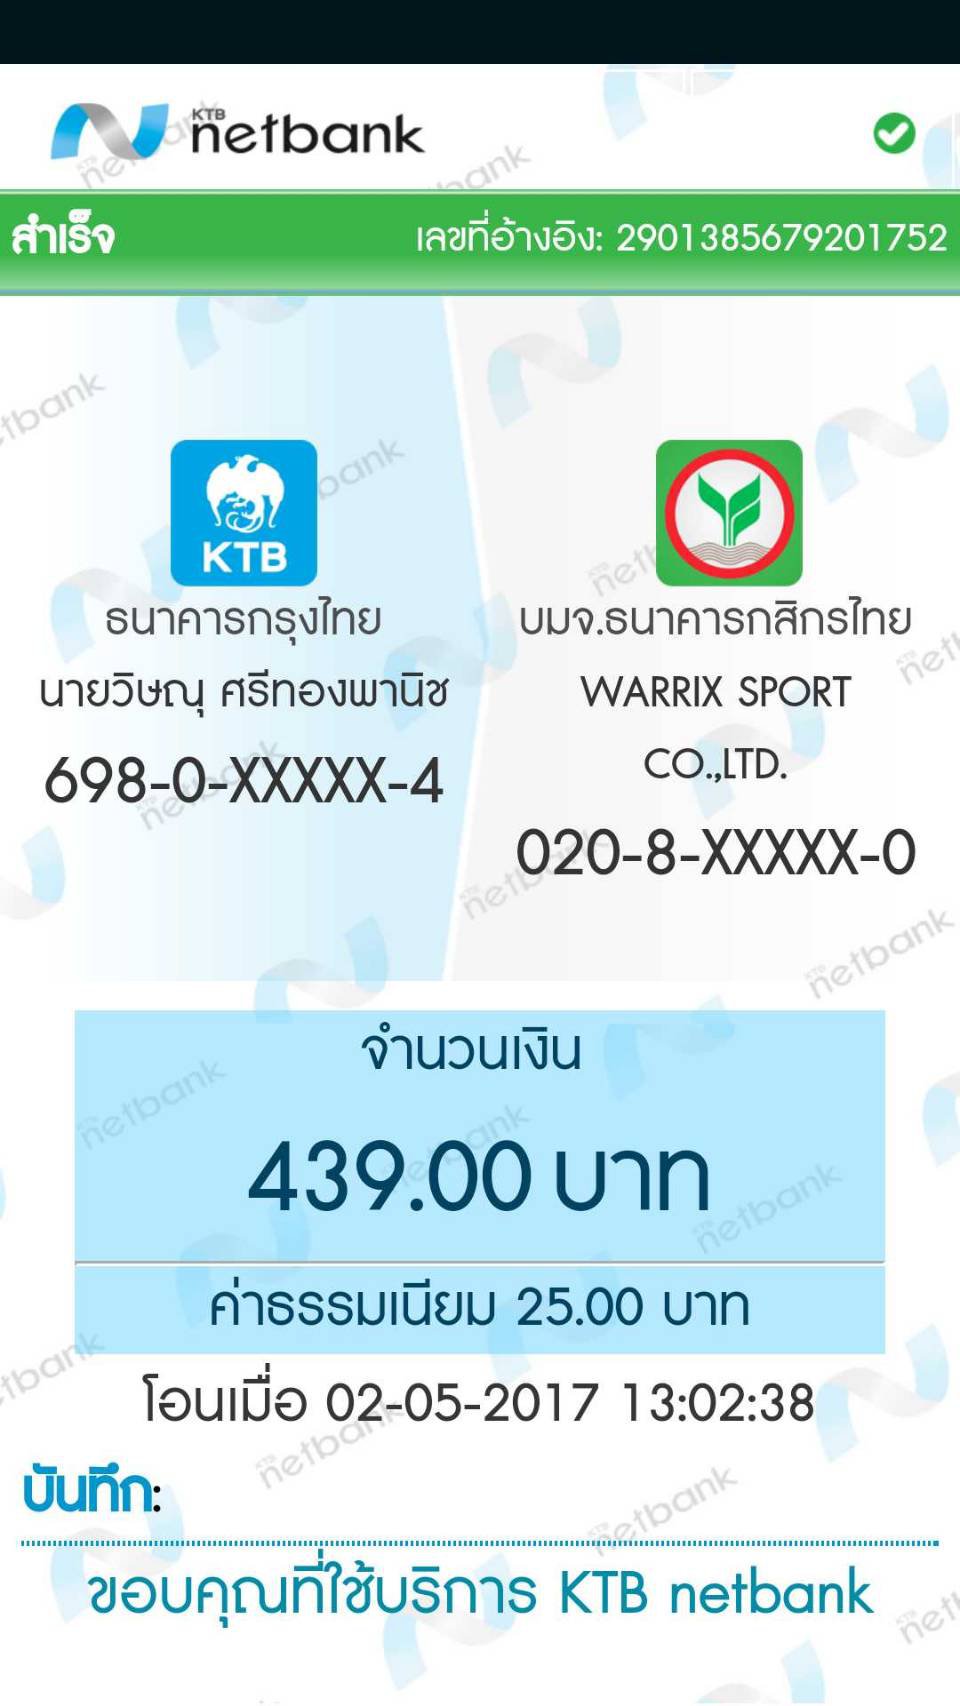 KTB
netbank
สำเร็จ
เลขที่อ้างอิง: 2901385679201752
KTB
ธนาคารกรุงไทย
นายวิษณุ ศรีทองพานิช
698-0-XXXXX-4
บมจ.ธนาคารกสิกรไทย
WARRIX SPORT
CO.,LTD.
020-8-XXXXX-0
จำนวนเงิน
439.00 บาท
ค่าธรรมเนียม 25.00 บาท
โอนเมื่อ 02-05-2017 13:02:38
บันทึก:
ขอบคุณที่ใช้บริการ KTB netbank